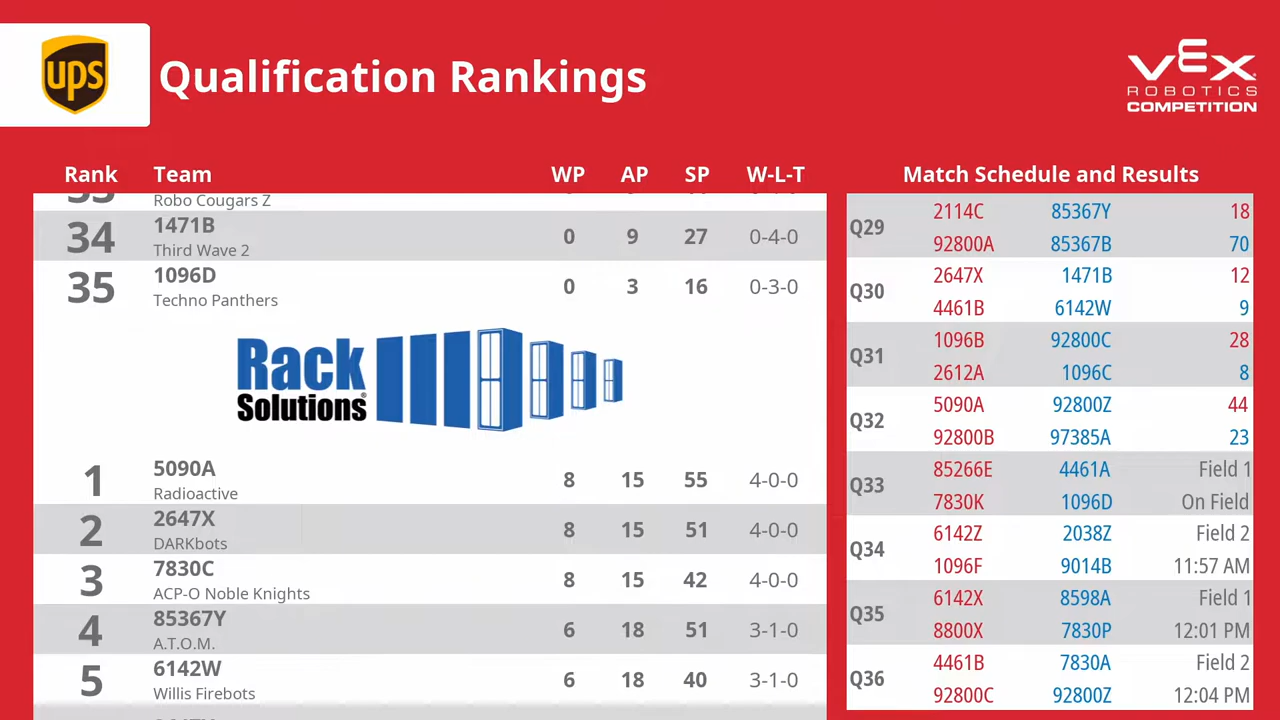 ups
Qualification Rankings
VEX
ROBOTICS
COMPETITION
Rank Team WP AP SP W-L-T
Robo Cougars Z
34 1471B 0 9 27 0-4-0
Third Wave 2
35 1096D 0 3 16 0-3-0
Techno Panthers
Rack
Solutions®
1 5090A 8 15 55 4-0-0
Radioactive
2 2647X 8 15 51 4-0-0
DARKbots
3 7830C 8 15 42 4-0-0
ACP-O Noble Knights
4 85367Y 6 18 51 3-1-0
A.T.O.M.
5 6142W 6 18 40 3-1-0
Willis Firebots
Match Schedule and Results
Q29 2114C 85367Y 18
92800A 85367B 70
Q30 2647X 1471B 12
4461B 6142W 9
Q31 1096B 92800C 28
2612A 1096C 8
Q32 5090A 92800Z 44
92800B 97385A 23
Q33 85266E 4461A Field 1
7830K 1096D On Field
Q34 6142Z 2038Z Field 2
1096F 9014B 11:57 AM
Q35 6142X 8598A Field 1
8800X 7830P 12:01 PM
Q36 4461B 7830A Field 2
92800C 92800Z 12:04 PM